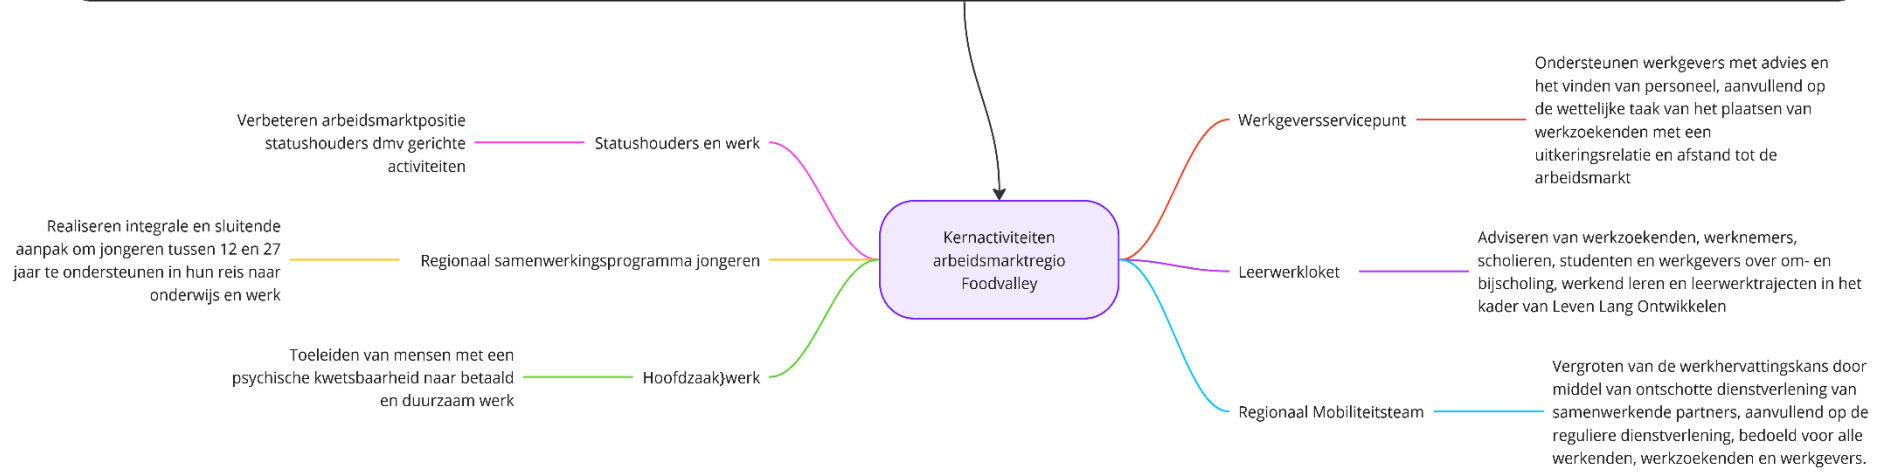 Kernactiviteiten
arbeidsmarktregio
Foodvalley
Statushouders en werk
Verbeteren arbeidsmarktpositie
statushouders dmv gerichte
activiteiten
Regionaal samenwerkingsprogramma jongeren
Realiseren integrale en sluitende
aanpak om jongeren tussen 12 en 27
jaar te ondersteunen in hun reis naar
onderwijs en werk
Hoofdzaak}werk
Toeleiden van mensen met een
psychische kwetsbaarheid naar betaald
en duurzaam werk
Werkgeversservicepunt
Ondersteunen werkgevers met advies en
het vinden van personeel, aanvullend op
de wettelijke taak van het plaatsen van
werkzoekenden met een
uitkeringsrelatie en afstand tot de
arbeidsmarkt
Leerwerkloket
Adviseren van werkzoekenden, werknemers,
scholieren, studenten en werkgevers over om- en
bijscholing, werkend leren en leerwerktrajecten in het
kader van Leven Lang Ontwikkelen
Regionaal Mobiliteitsteam
Vergroten van de werkhervattingskans door
middel van ontschotte dienstverlening van
samenwerkende partners, aanvullend op de
reguliere dienstverlening, bedoeld voor alle
werkenden, werkzoekenden en werkgevers.